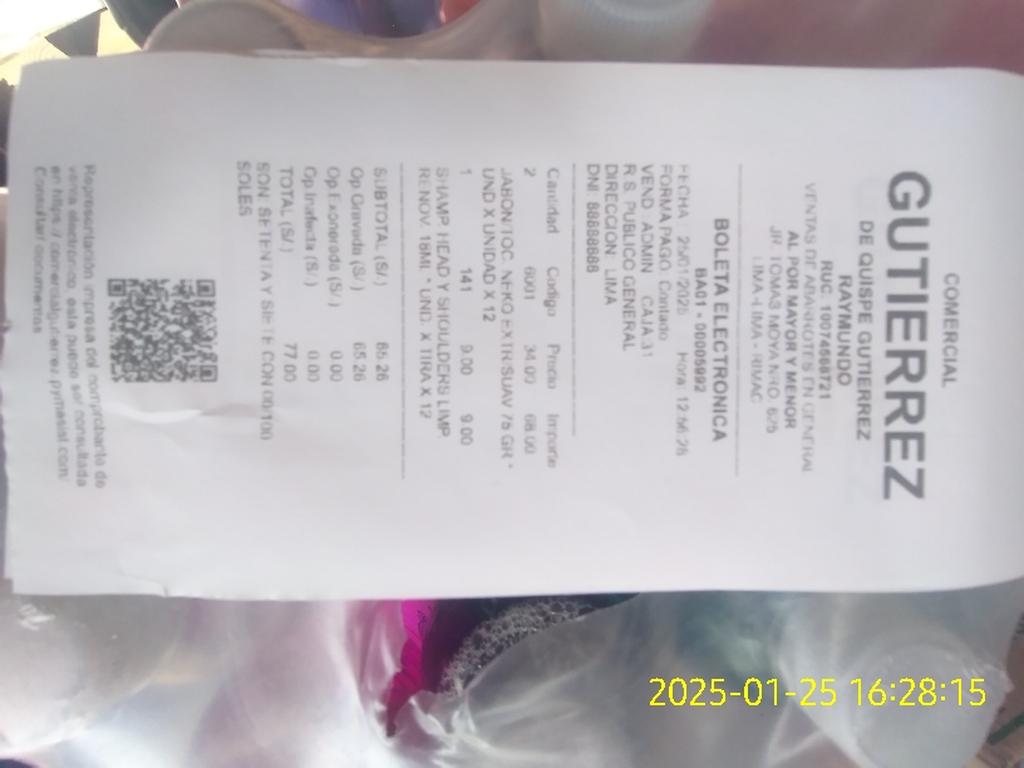 COMERCIAL
GUTIERREZ
DE QUISPE GUTIERREZ
RAYMUNDO
RUC: 10074598721
VENTAS DE ABARROTES EN GENERAL
AL POR MAYOR Y MENOR
JR. TOMAS MOYA NRO. 625
LIMA-LIMA - RIMAC
BOLETA ELECTRONICA
BA01 - 00005992
FECHA : 25/01/2025 Hora: 12:56:28
FORMA PAGO: Contado
VEND : ADMIN CAJA 31
R.S. PUBLICO GENERAL
DIRECCION: LIMA
DNI: 88888888
Cantidad Codigo Precio Importe
2 6001 34.00 68.00
JABON/TOC. NEKO EXTR/SUAV 75 GR *
UND X UNIDAD X 12
1 141 9.00 9.00
SHAMP. HEAD Y SHOULDERS LIMP
RENOV. 18ML * UND. X TIRA X 12
SUBTOTAL (S/.) 65.26
Op.Gravada (S/.) 65.26
Op.Exonerada (S/.) 0.00
Op.Inafecta (S/.) 0.00
TOTAL (S/.) 77.00
SON: SETENTA Y SIETE CON 00/100
SOLES
Representación impresa del comprobante de
venta electrónico, esta puede ser consultada
en https://comercialgutierrez.pymesist.com/
Consultar documentos
2025-01-25 16:28:15